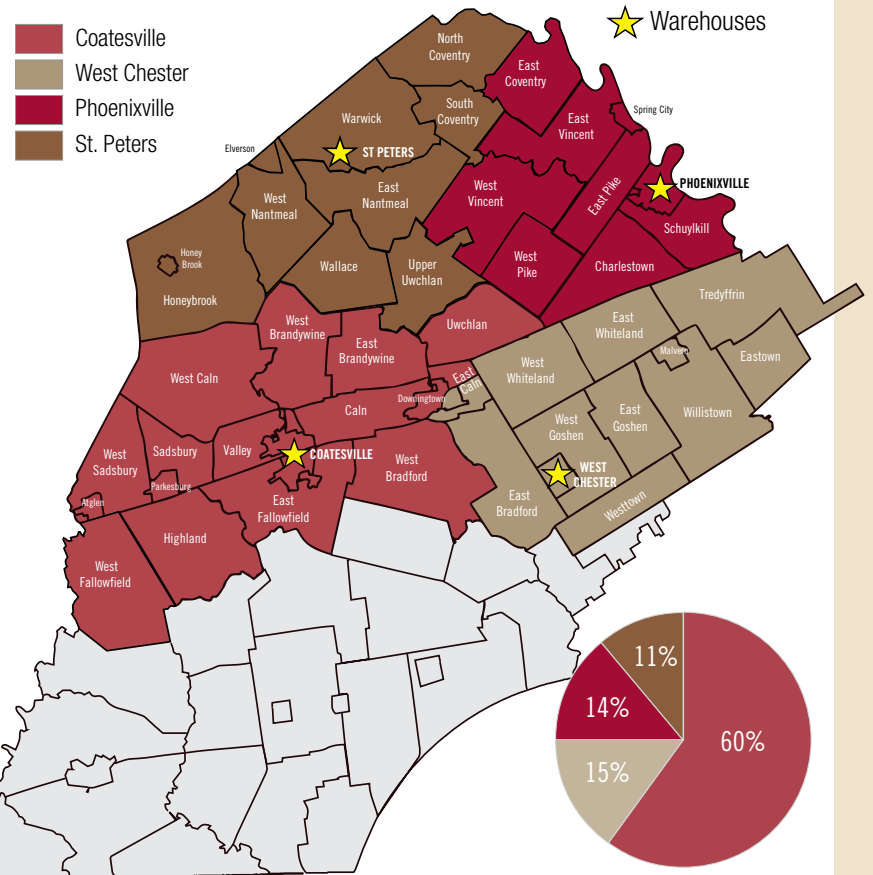 Coatesville
West Chester
Phoenixville
St. Peters
Warehouses
North
Coventry
East
Coventry
South
Coventry
Warwick
East
Vincent
Spring City
Elverson
ST PETERS
West
Nantmeal
East
Nantmeal
West
Vincent
East Pike
PHOENIXVILLE
Schuylkill
Honey
Brook
Honeybrook
Wallace
Upper
Uwchlan
West
Pike
Charlestown
Tredyffrin
West
Brandywine
East
Brandywine
Uwchlan
East
Whiteland
West
Whiteland
Malvern
Eastown
West Caln
East
Caln
Downingtown
Caln
West
Goshen
East
Goshen
Willistown
West
Sadsbury
Sadsbury
Valley
COATESVILLE
West
Bradford
WEST
CHESTER
Parkesburg
Atglen
East
Fallowfield
East
Bradford
Westtown
Highland
West
Fallowfield
11%
14%
60%
15%